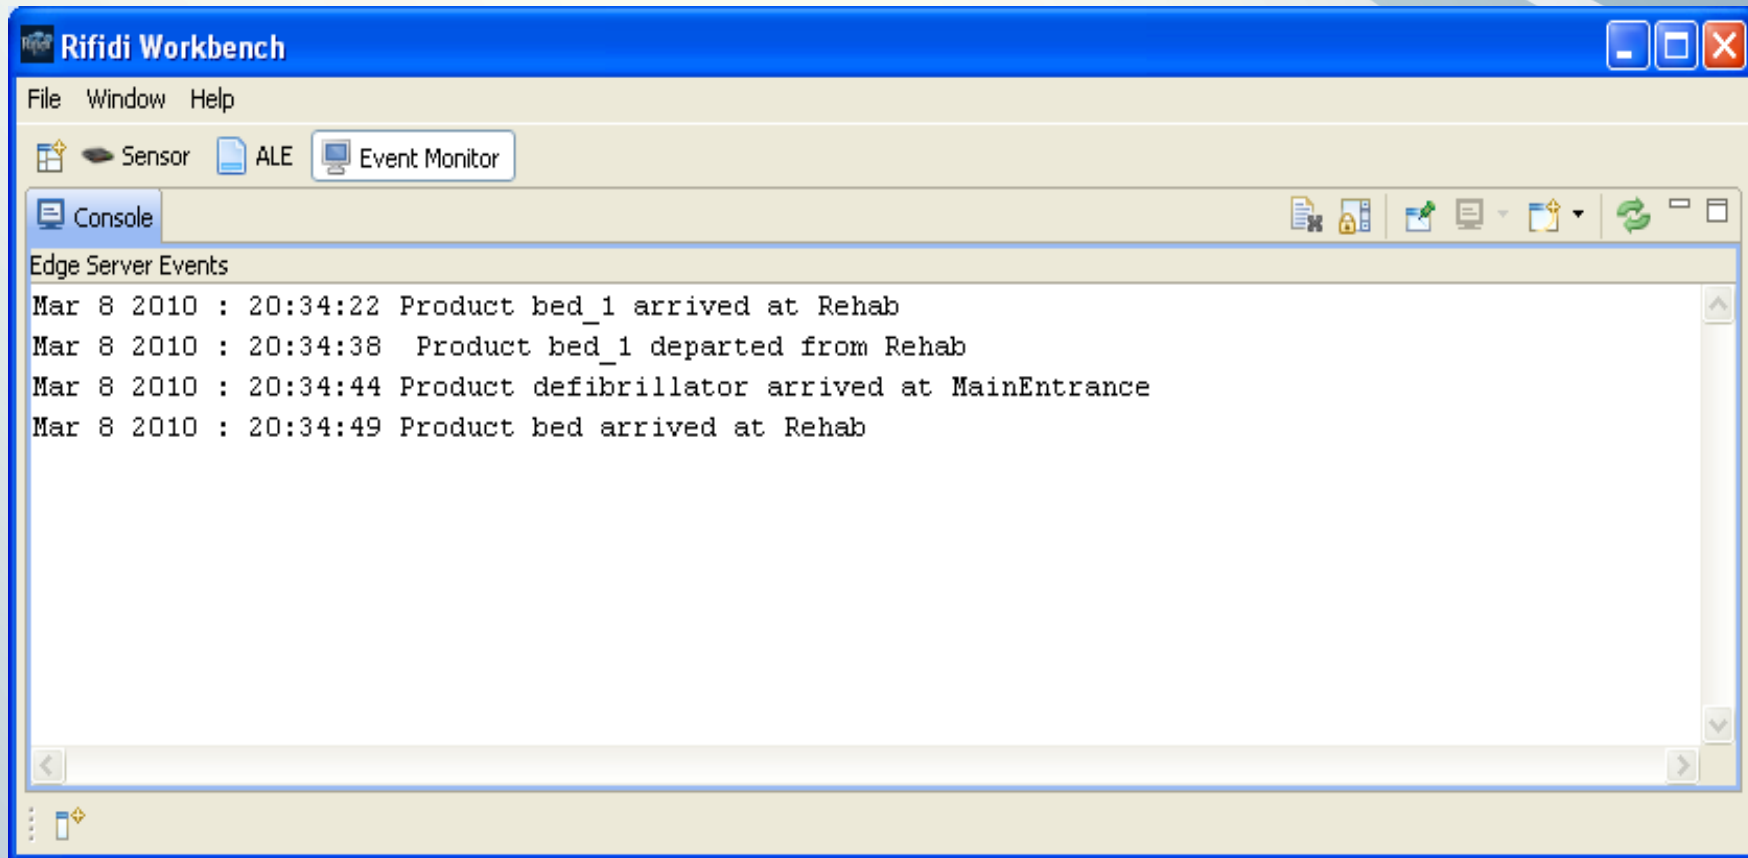 Rifidi Workbench
File Window Help
Sensor ALE Event Monitor
Console
Edge Server Events
Mar 8 2010 : 20:34:22 Product bed_1 arrived at Rehab
Mar 8 2010 : 20:34:38  Product bed_1 departed from Rehab
Mar 8 2010 : 20:34:44 Product defibrillator arrived at MainEntrance
Mar 8 2010 : 20:34:49 Product bed arrived at Rehab